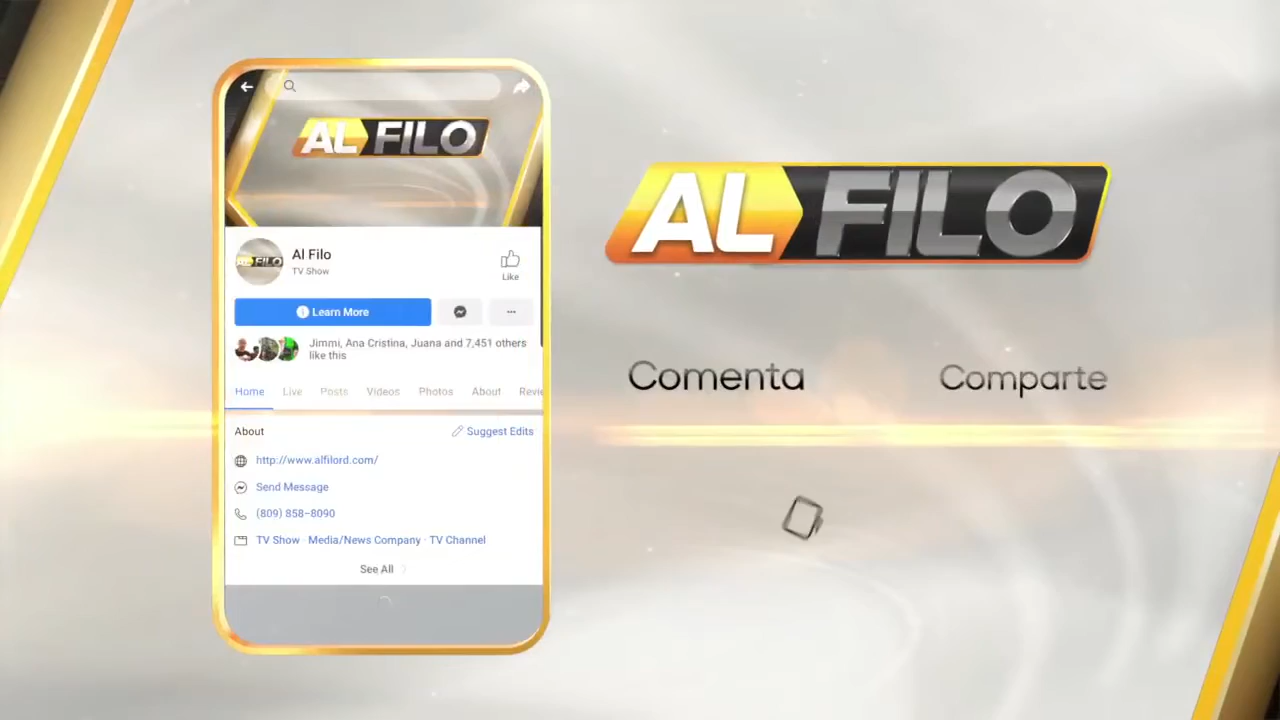 AL FILO
Al Filo
TV Show
Like
Learn More
Jimmi, Ana Cristina, Juana and 7,451 others
like this
Home Live Posts Videos Photos About
About
Suggest Edits
http://www.alfilord.com/
Send Message
(809) 858-8090
TV Show · Media/News Company · TV Channel
See All
AL FILO
Comenta
Comparte